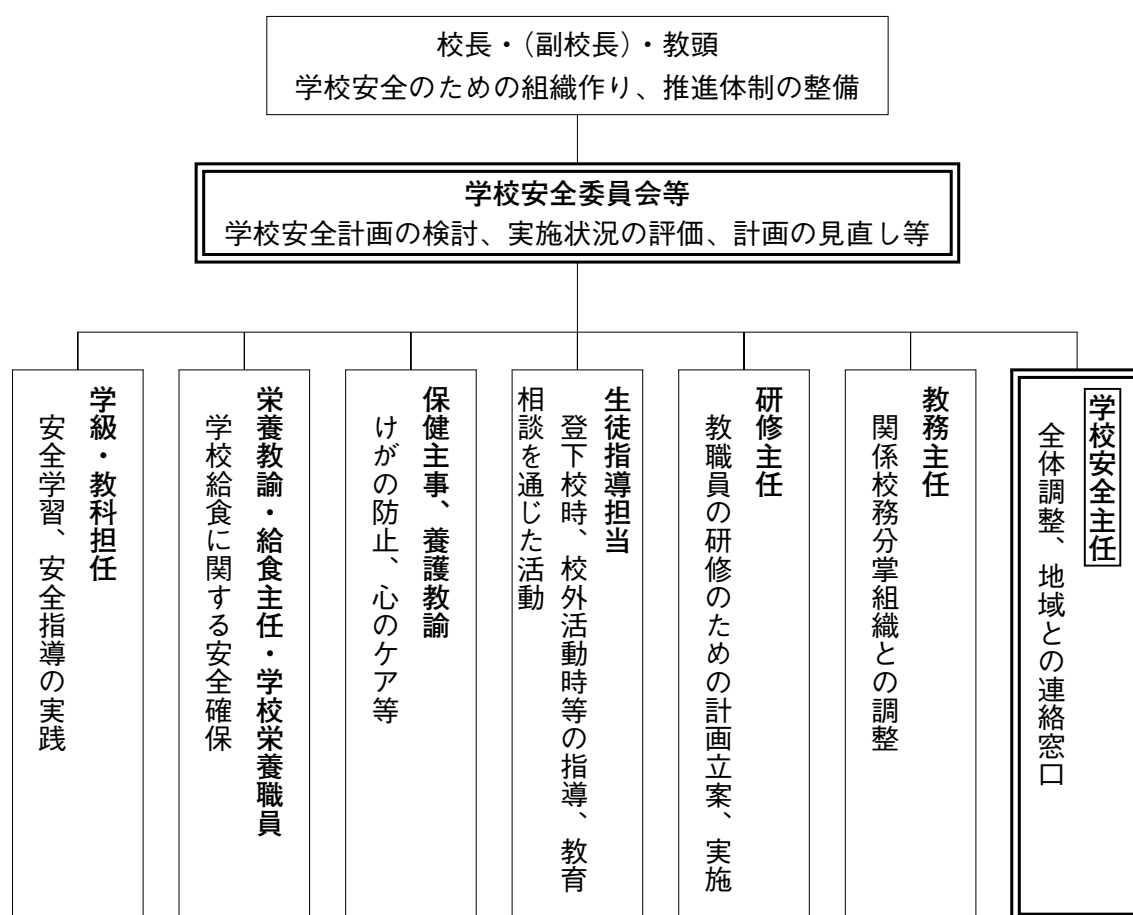 校長・(副校長)・教頭
学校安全のための組織作り、推進体制の整備
学校安全委員会等
学校安全計画の検討、実施状況の評価、計画の見直し等
学校安全主任
全体調整、地域との連絡窓口
教務主任
関係校務分掌組織との調整
研修主任
教職員の研修のための計画立案、実施
生徒指導担当
登下校時、校外活動時等の指導、教育
相談を通じた活動
保健主事、養護教諭
けがの防止、心のケア等
栄養教諭・給食主任・学校栄養職員
学校給食に関する安全確保
学級・教科担任
安全学習、安全指導の実践